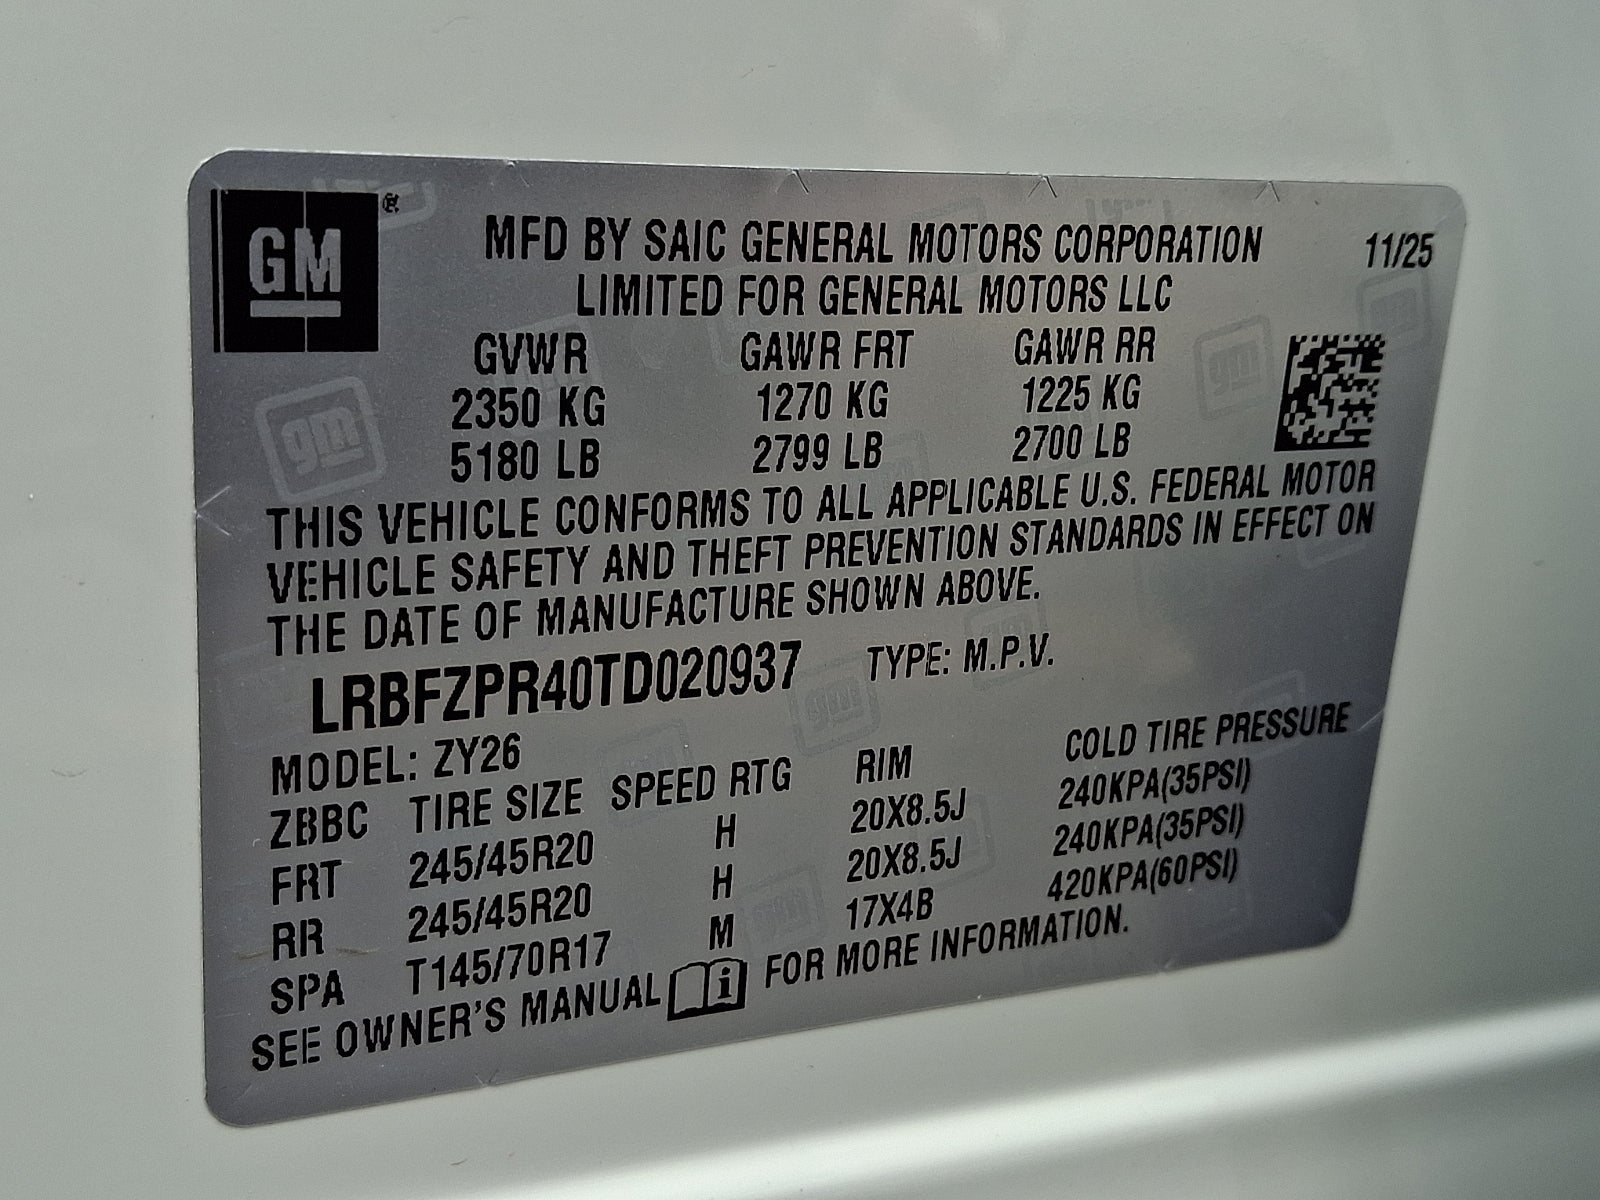 GM®
MFD BY SAIC GENERAL MOTORS CORPORATION 11/25
LIMITED FOR GENERAL MOTORS LLC
GVWR GAWR FRT GAWR RR
2350 KG 1270 KG 1225 KG
5180 LB 2799 LB 2700 LB
THIS VEHICLE CONFORMS TO ALL APPLICABLE U.S. FEDERAL MOTOR
VEHICLE SAFETY AND THEFT PREVENTION STANDARDS IN EFFECT ON
THE DATE OF MANUFACTURE SHOWN ABOVE.
LRBFZPR40TD020937 TYPE: M.P.V.
MODEL: ZY26
ZBBC TIRE SIZE SPEED RTG RIM COLD TIRE PRESSURE
FRT 245/45R20 H 20X8.5J 240KPA(35PSI)
RR 245/45R20 H 20X8.5J 240KPA(35PSI)
SPA T145/70R17 M 17X4B 420KPA(60PSI)
SEE OWNER'S MANUAL i FOR MORE INFORMATION.